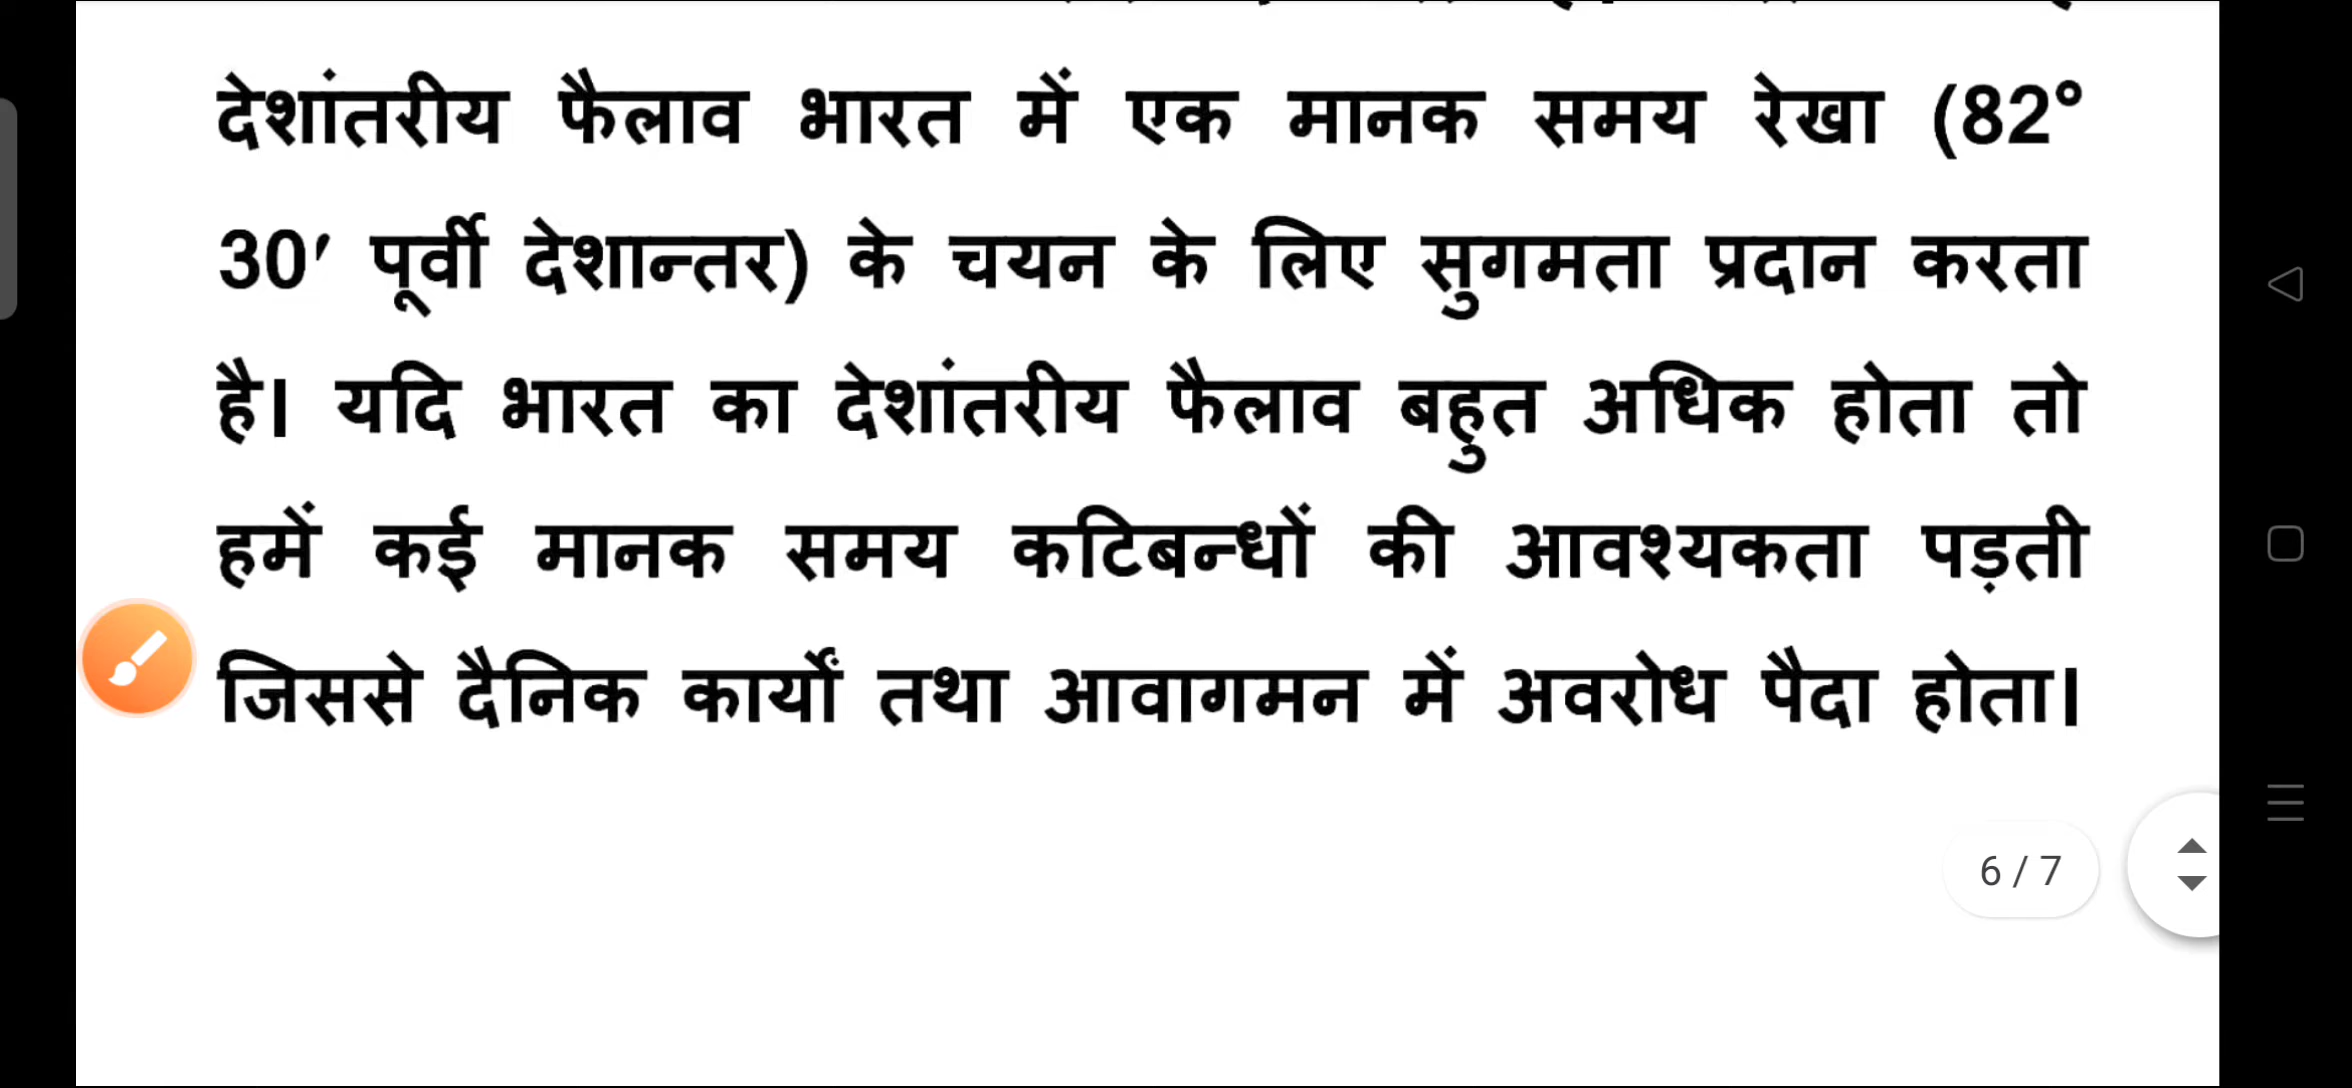 देशांतरीय फैलाव भारत में एक मानक समय रेखा (82°
30′ पूर्वी देशान्तर) के चयन के लिए सुगमता प्रदान करता
है। यदि भारत का देशांतरीय फैलाव बहुत अधिक होता तो
हमें कई मानक समय कटिबन्धों की आवश्यकता पड़ती
जिससे दैनिक कार्यों तथा आवागमन में अवरोध पैदा होता।
6 / 7